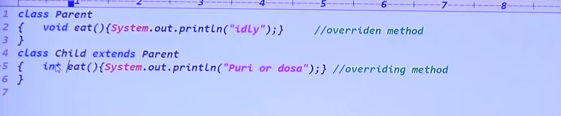 1 2 3 4 5 6 7 8
1 class Parent
2 { void eat(){System.out.println("idly");} //overriden method
3 }
4 class Child extends Parent
5 { int eat(){System.out.println("Puri or dosa");} //overriding method
6 }
7